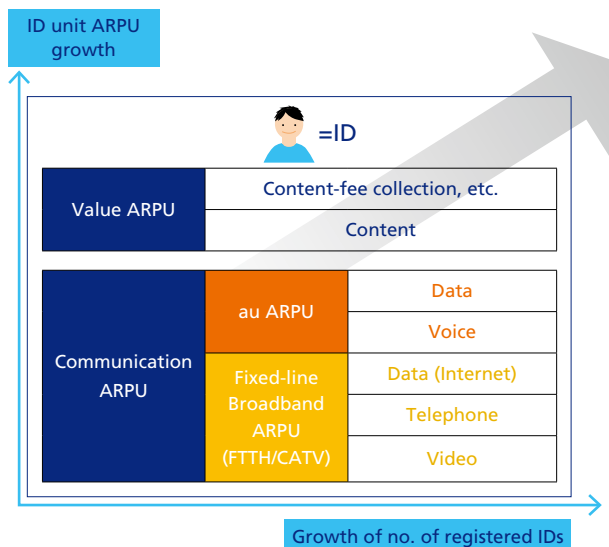 ID unit ARPU
growth
=ID
Value ARPU
Content-fee collection, etc.
Content
Communication
ARPU
au ARPU
Data
Voice
Fixed-line
Broadband
ARPU
(FTTH/CATV)
Data (Internet)
Telephone
Video
Growth of no. of registered IDs